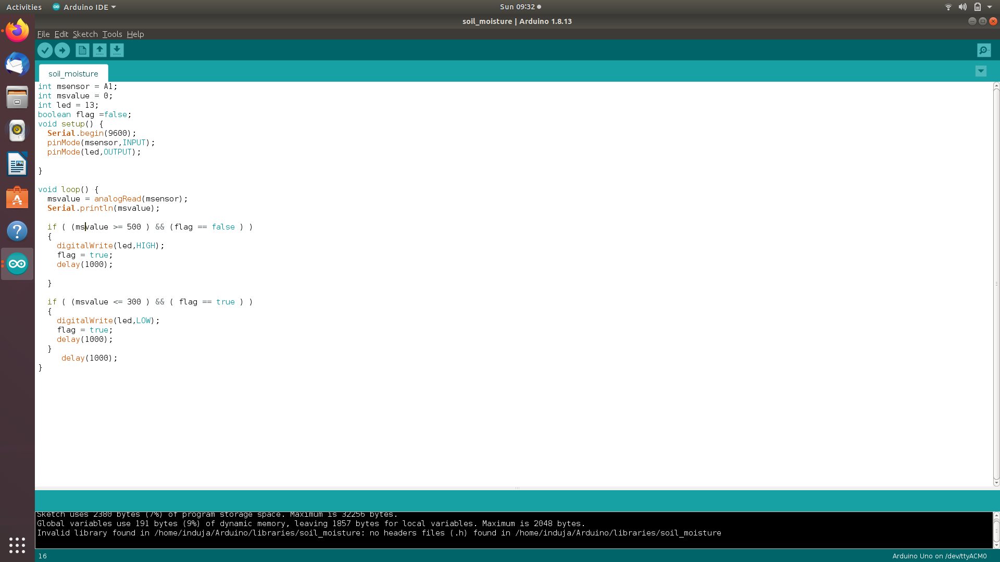 Activities Arduino IDE Sun 09:32
soil_moisture | Arduino 1.8.13
File Edit Sketch Tools Help
soil_moisture
int msensor = A1;
int msvalue = 0;
int led = 13;
boolean flag =false;
void setup() {
  Serial.begin(9600);
  pinMode(msensor,INPUT);
  pinMode(led,OUTPUT);
}
void loop() {
  msvalue = analogRead(msensor);
  Serial.println(msvalue);
  if ( (msvalue >= 500 ) && (flag == false ) )
  {
    digitalWrite(led,HIGH);
    flag = true;
    delay(1000);
  }
  if ( (msvalue <= 300 ) && ( flag == true ) )
  {
    digitalWrite(led,LOW);
    flag = true;
    delay(1000);
  }
     delay(1000);
}
Sketch uses 2380 bytes (7%) of program storage space. Maximum is 32256 bytes.
Global variables use 191 bytes (9%) of dynamic memory, leaving 1857 bytes for local variables. Maximum is 2048 bytes.
Invalid library found in /home/induja/Arduino/libraries/soil_moisture: no headers files (.h) found in /home/induja/Arduino/libraries/soil_moisture
16 Arduino Uno on /dev/ttyACM0